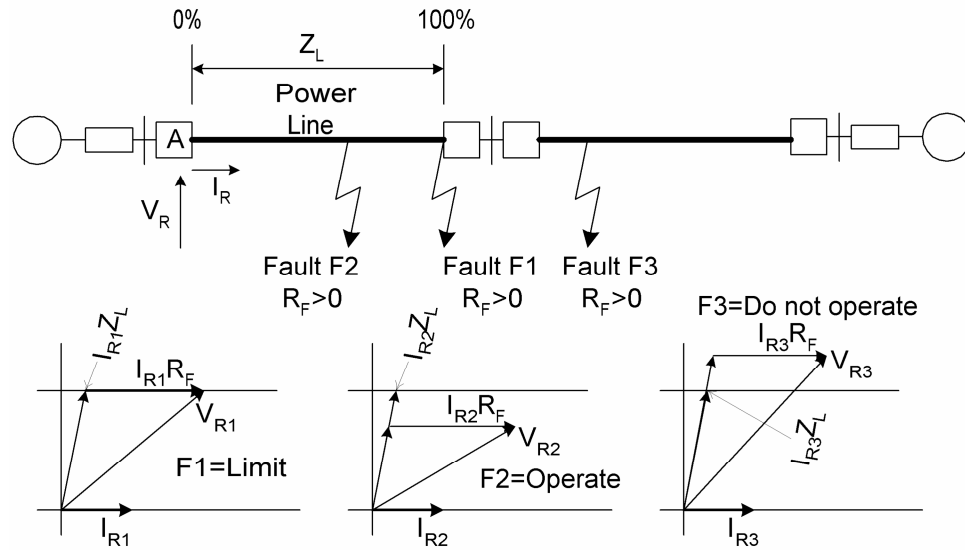 0% 100%
Z_L
Power
Line
A
I_R
V_R
Fault F2 Fault F1 Fault F3
R_F>0 R_F>0 R_F>0
F3=Do not operate
I_R1Z_L I_R2Z_L I_R3R_F
I_R1R_F V_R3
V_R1 I_R2R_F
V_R2 I_R3Z_L
F1=Limit F2=Operate
I_R1 I_R2 I_R3